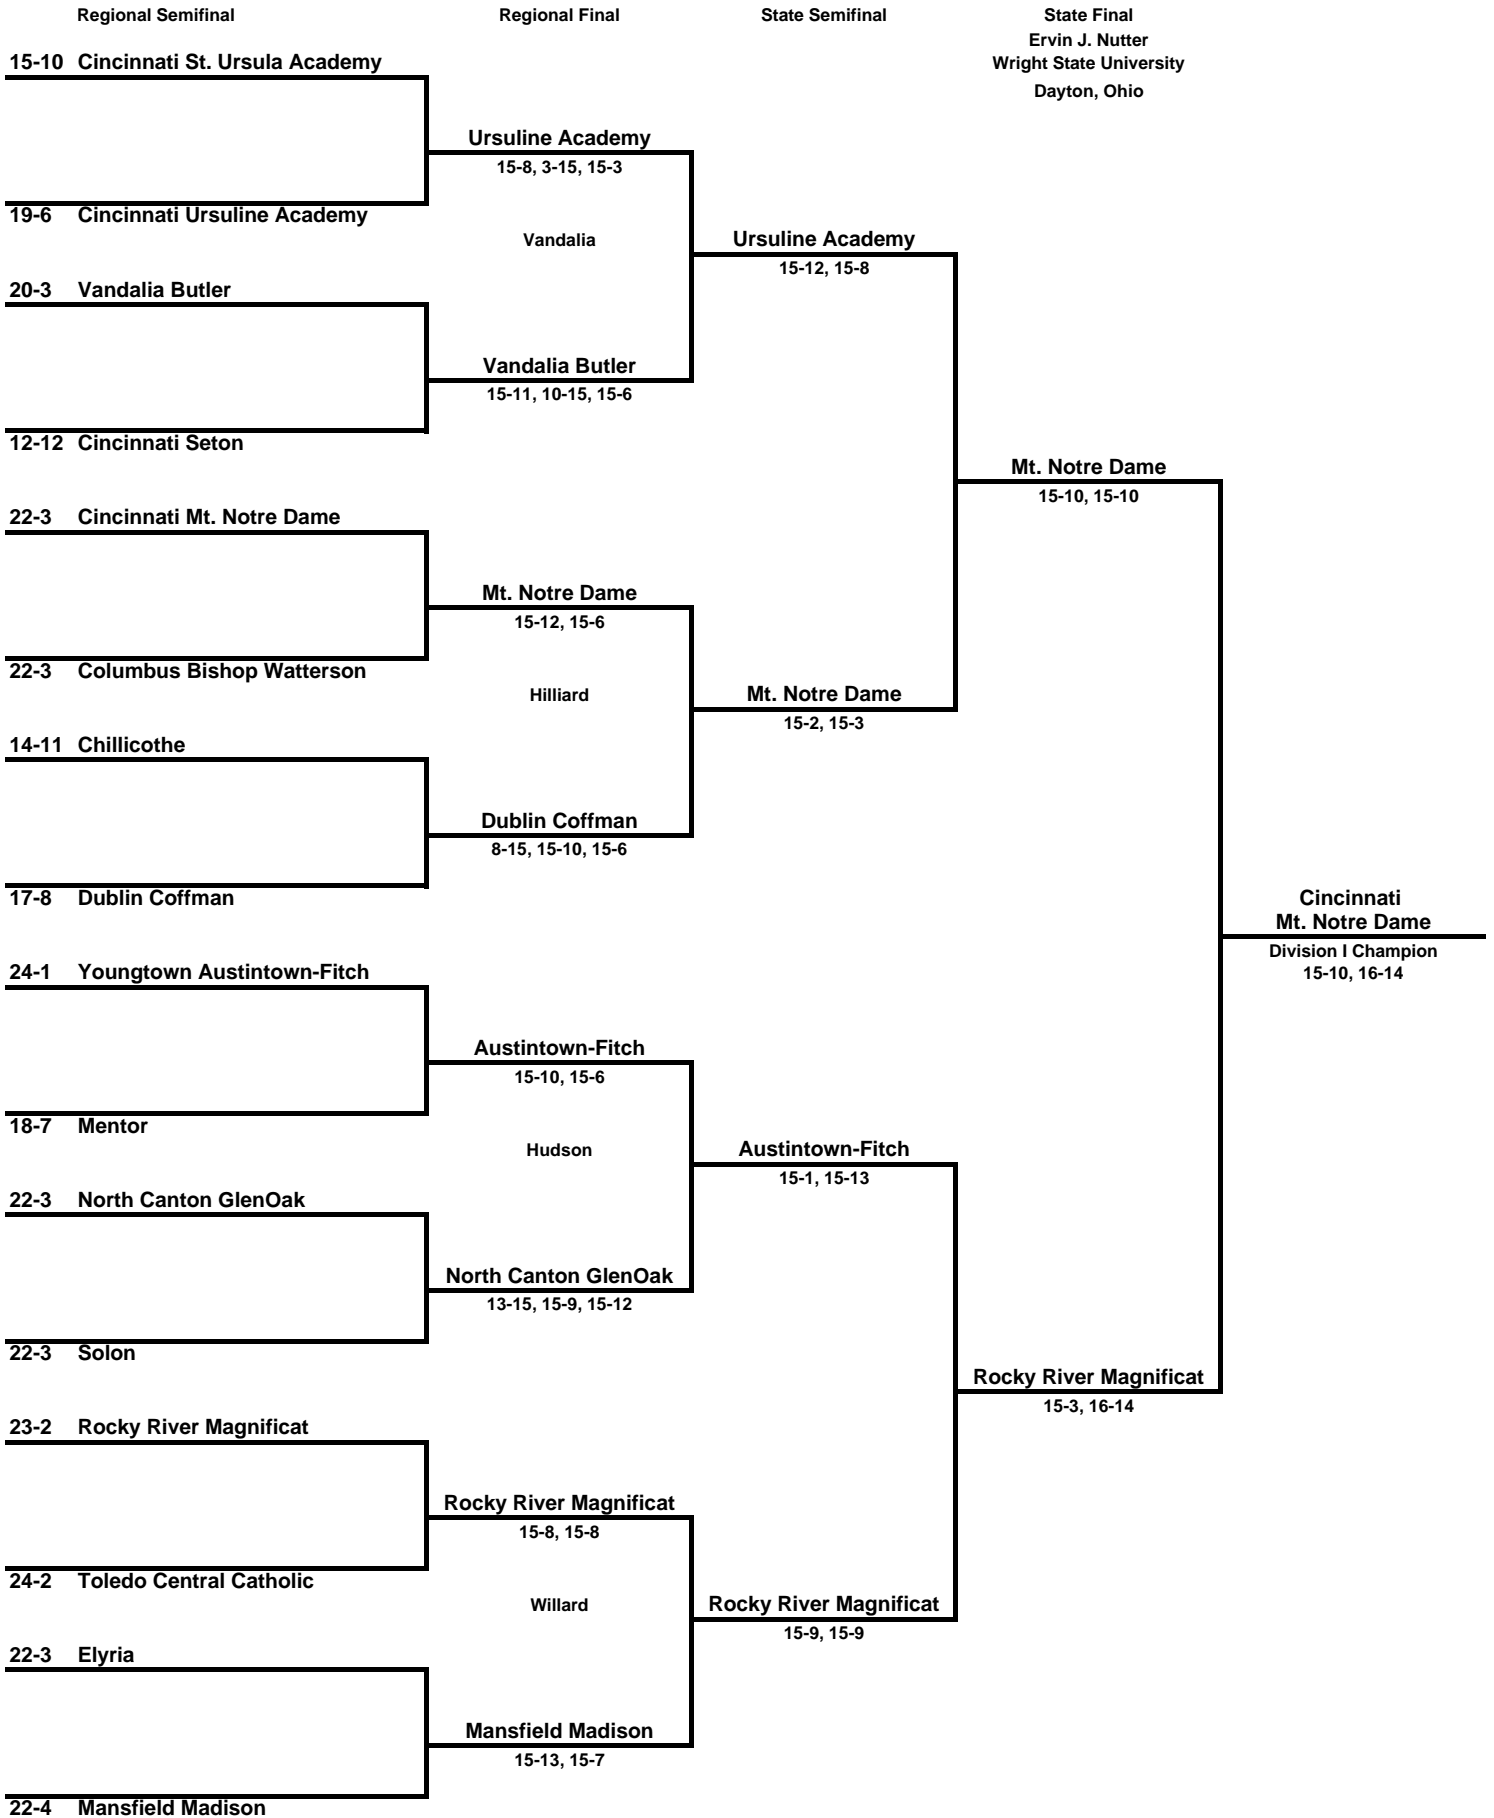 Regional Semifinal Regional Final State Semifinal State Final
Ervin J. Nutter
Wright State University
Dayton, Ohio
15-10 Cincinnati St. Ursula Academy
Ursuline Academy
15-8, 3-15, 15-3
19-6 Cincinnati Ursuline Academy
Vandalia
Ursuline Academy
15-12, 15-8
20-3 Vandalia Butler
Vandalia Butler
15-11, 10-15, 15-6
12-12 Cincinnati Seton
Mt. Notre Dame
15-10, 15-10
22-3 Cincinnati Mt. Notre Dame
Mt. Notre Dame
15-12, 15-6
22-3 Columbus Bishop Watterson
Hilliard
Mt. Notre Dame
15-2, 15-3
14-11 Chillicothe
Dublin Coffman
8-15, 15-10, 15-6
17-8 Dublin Coffman
Cincinnati
Mt. Notre Dame
Division I Champion
15-10, 16-14
24-1 Youngtown Austintown-Fitch
Austintown-Fitch
15-10, 15-6
18-7 Mentor
Hudson
Austintown-Fitch
15-1, 15-13
22-3 North Canton GlenOak
North Canton GlenOak
13-15, 15-9, 15-12
22-3 Solon
Rocky River Magnificat
15-3, 16-14
23-2 Rocky River Magnificat
Rocky River Magnificat
15-8, 15-8
24-2 Toledo Central Catholic
Willard
Rocky River Magnificat
15-9, 15-9
22-3 Elyria
Mansfield Madison
15-13, 15-7
22-4 Mansfield Madison